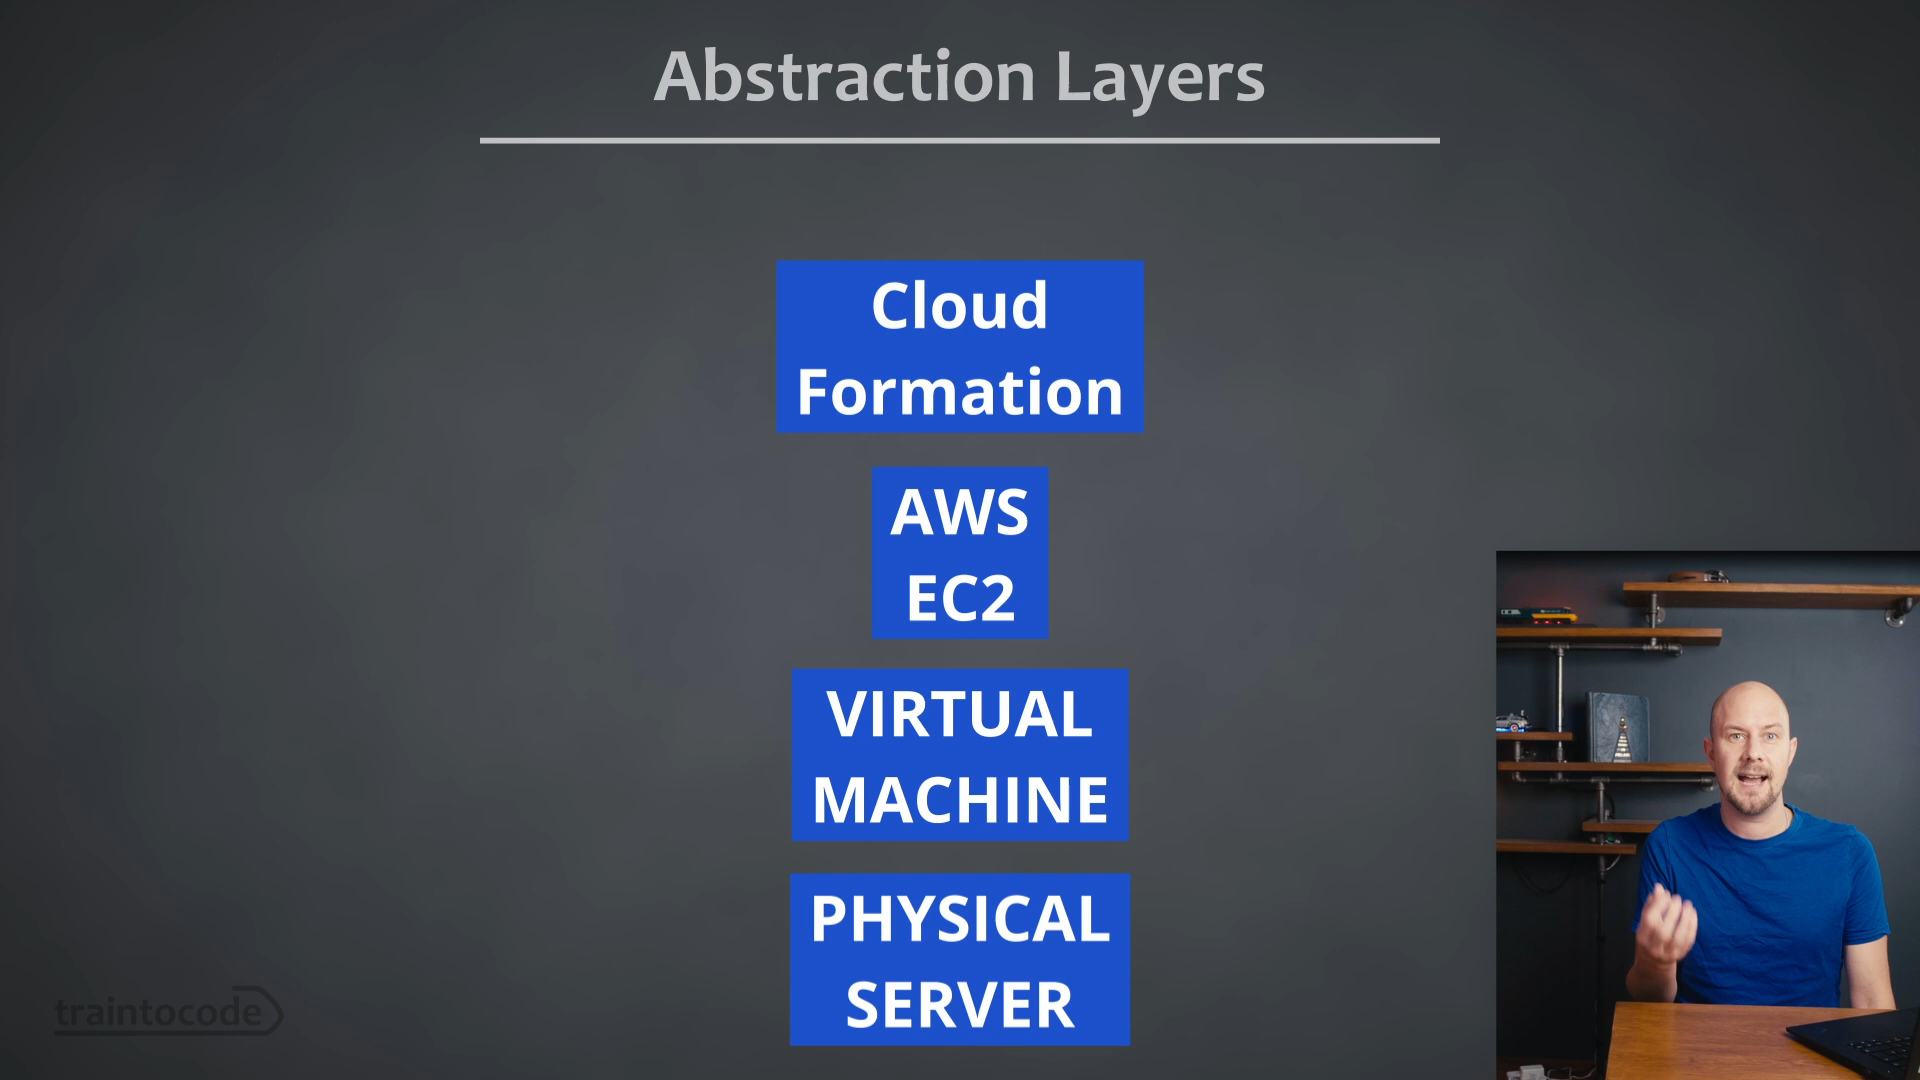 Abstraction Layers
Cloud
Formation
AWS
EC2
VIRTUAL
MACHINE
PHYSICAL
SERVER
traintocode